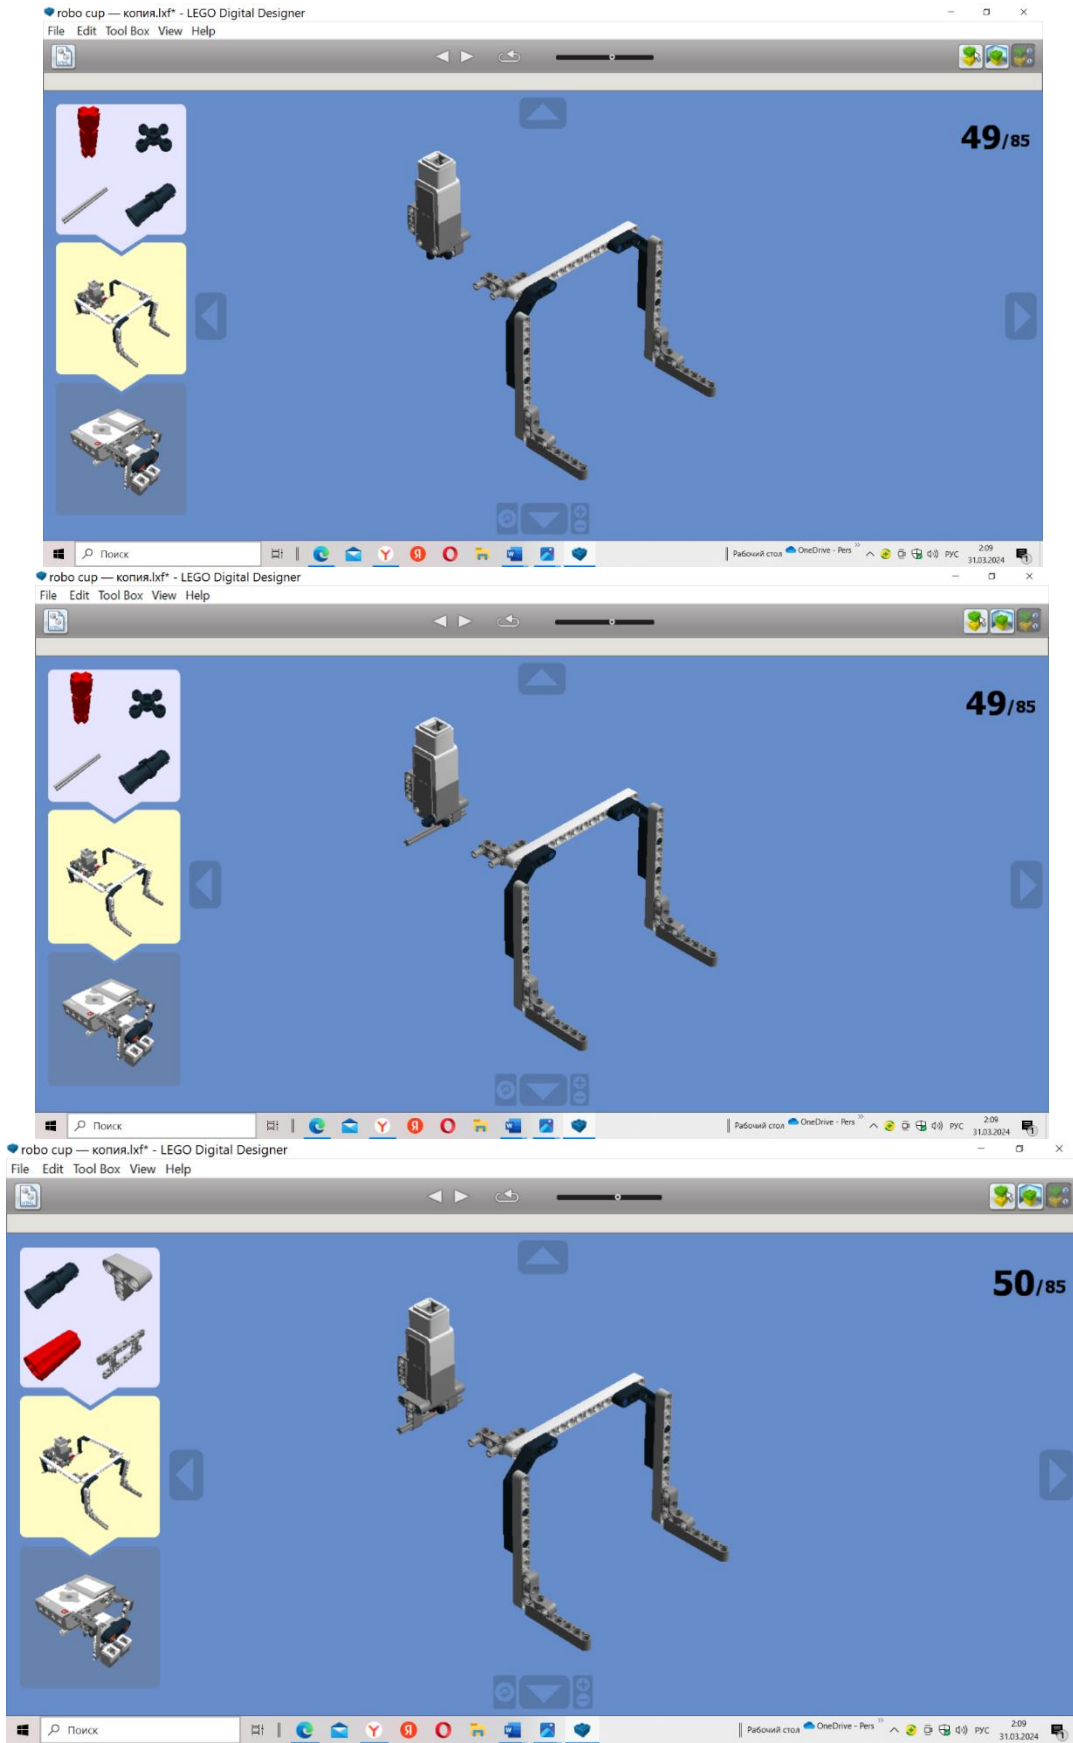 robo cup — копия.lxf* - LEGO Digital Designer
File Edit Tool Box View Help
49/85
Поиск
Рабочий стол OneDrive - Pers РУС 2:09
31.03.2024
robo cup — копия.lxf* - LEGO Digital Designer
File Edit Tool Box View Help
49/85
Поиск
Рабочий стол OneDrive - Pers РУС 2:09
31.03.2024
robo cup — копия.lxf* - LEGO Digital Designer
File Edit Tool Box View Help
50/85
Поиск
Рабочий стол OneDrive - Pers РУС 2:09
31.03.2024